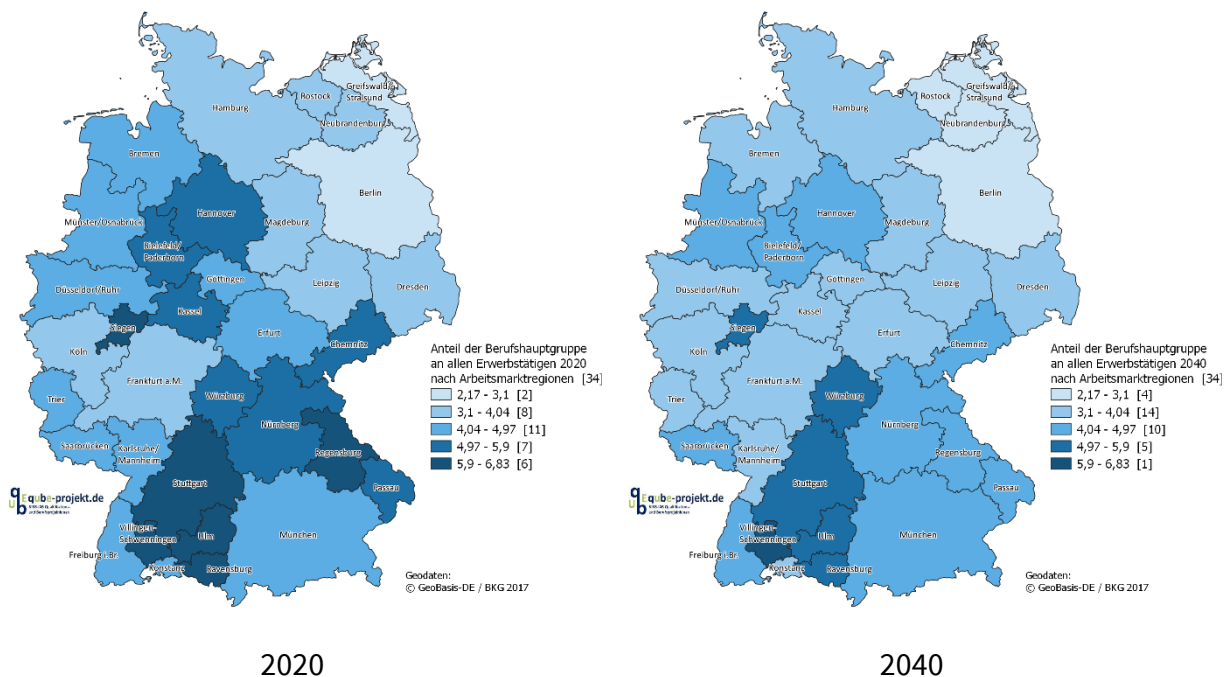 Greifswald/
Stralsund
Rostock
Hamburg
Neubrandenburg
Bremen
Berlin
Hannover
Münster/Osnabrück
Magdeburg
Bielefeld/
Paderborn
Göttingen
Düsseldorf/Ruhr
Leipzig
Dresden
Kassel
Siegen
Erfurt
Chemnitz
Köln
Frankfurt a.M.
Trier
Würzburg
Nürnberg
Saarbrücken
Karlsruhe/
Mannheim
Regensburg
Stuttgart
Passau
Villingen-
Schwenningen
Ulm
München
Freiburg i.Br.
Konstanz
Ravensburg
Anteil der Berufshauptgruppe
an allen Erwerbstätigen 2020
nach Arbeitsmarktregionen [34]
2,17 - 3,1 [2]
3,1 - 4,04 [8]
4,04 - 4,97 [11]
4,97 - 5,9 [7]
5,9 - 6,83 [6]
qube-projekt.de
Geodaten:
© GeoBasis-DE / BKG 2017
2020
Greifswald/
Stralsund
Rostock
Hamburg
Neubrandenburg
Bremen
Berlin
Hannover
Münster/Osnabrück
Magdeburg
Bielefeld/
Paderborn
Göttingen
Düsseldorf/Ruhr
Leipzig
Dresden
Kassel
Siegen
Erfurt
Chemnitz
Köln
Frankfurt a.M.
Trier
Würzburg
Nürnberg
Saarbrücken
Karlsruhe/
Mannheim
Regensburg
Stuttgart
Passau
Villingen-
Schwenningen
Ulm
München
Freiburg i.Br.
Konstanz
Ravensburg
Anteil der Berufshauptgruppe
an allen Erwerbstätigen 2040
nach Arbeitsmarktregionen [34]
2,17 - 3,1 [4]
3,1 - 4,04 [14]
4,04 - 4,97 [10]
4,97 - 5,9 [5]
5,9 - 6,83 [1]
qube-projekt.de
Geodaten:
© GeoBasis-DE / BKG 2017
2040